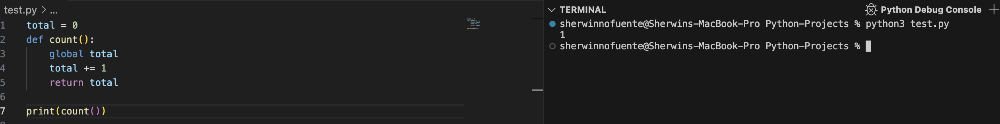 test.py > ...
1 total = 0
2 def count():
3     global total
4     total += 1
5     return total
6
7 print(count())
TERMINAL
Python Debug Console
sherwinnofuente@Sherwins-MacBook-Pro Python-Projects % python3 test.py
1
sherwinnofuente@Sherwins-MacBook-Pro Python-Projects %